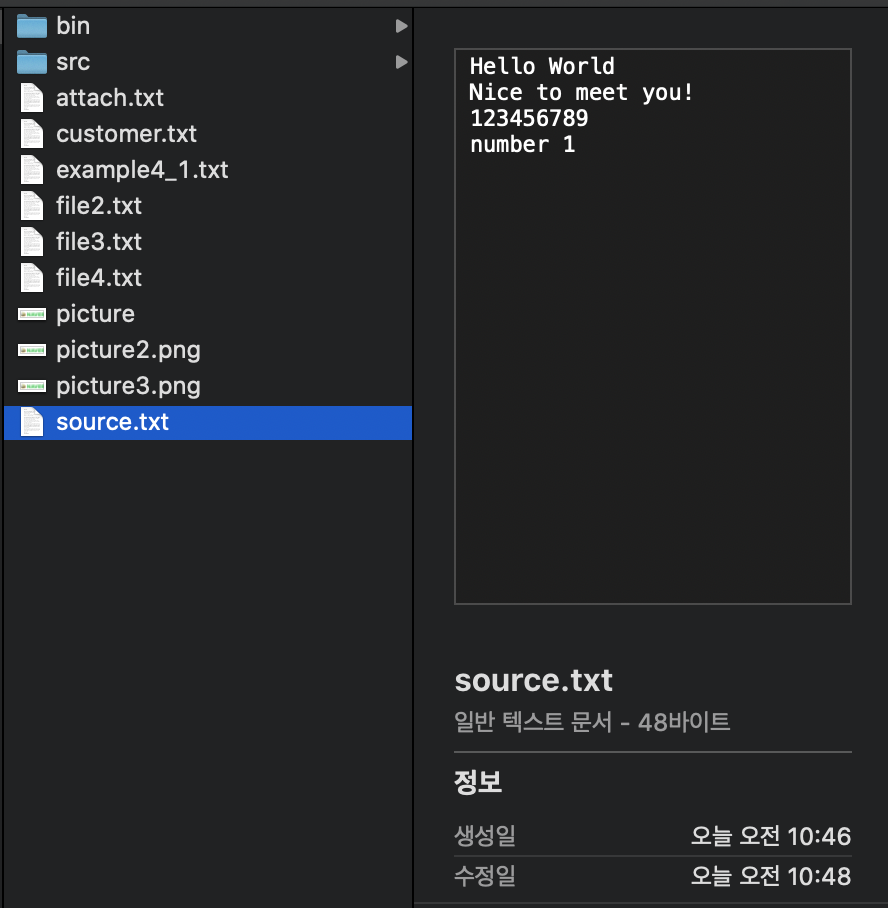 bin
src
attach.txt
customer.txt
example4_1.txt
file2.txt
file3.txt
file4.txt
picture
picture2.png
picture3.png
source.txt
Hello World
Nice to meet you!
123456789
number 1
source.txt
일반 텍스트 문서 - 48바이트
정보
생성일 오늘 오전 10:46
수정일 오늘 오전 10:48